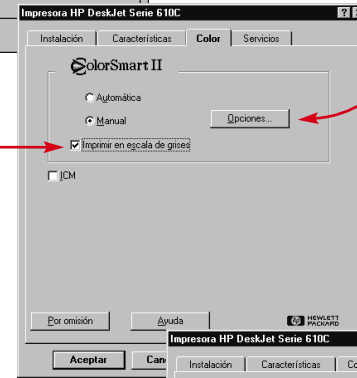 Impresora HP DeskJet Serie 610C
Instalación Características Color Servicios
ColorSmart II
Automática
Manual Opciones...
Imprimir en escala de grises
ICM
Por omisión Ayuda HEWLETT
PACKARD
Aceptar
Impresora HP DeskJet Serie 610C
Instalación Características